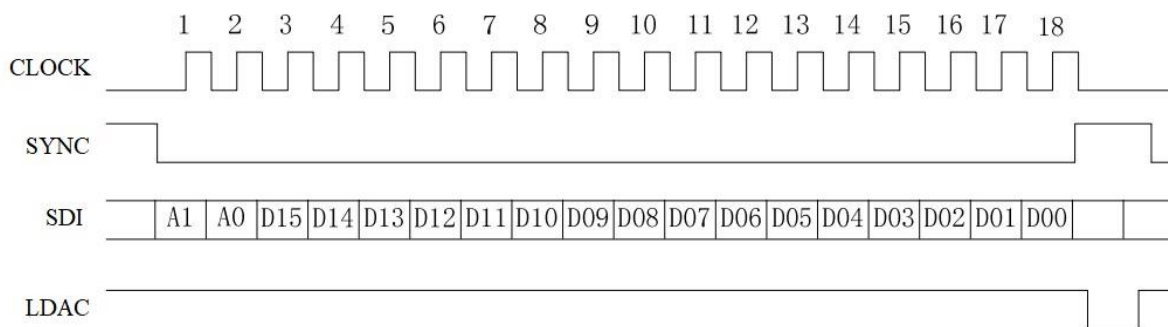 1 2 3 4 5 6 7 8 9 10 11 12 13 14 15 16 17 18
CLOCK
SYNC
SDI A1 A0 D15 D14 D13 D12 D11 D10 D09 D08 D07 D06 D05 D04 D03 D02 D01 D00
LDAC